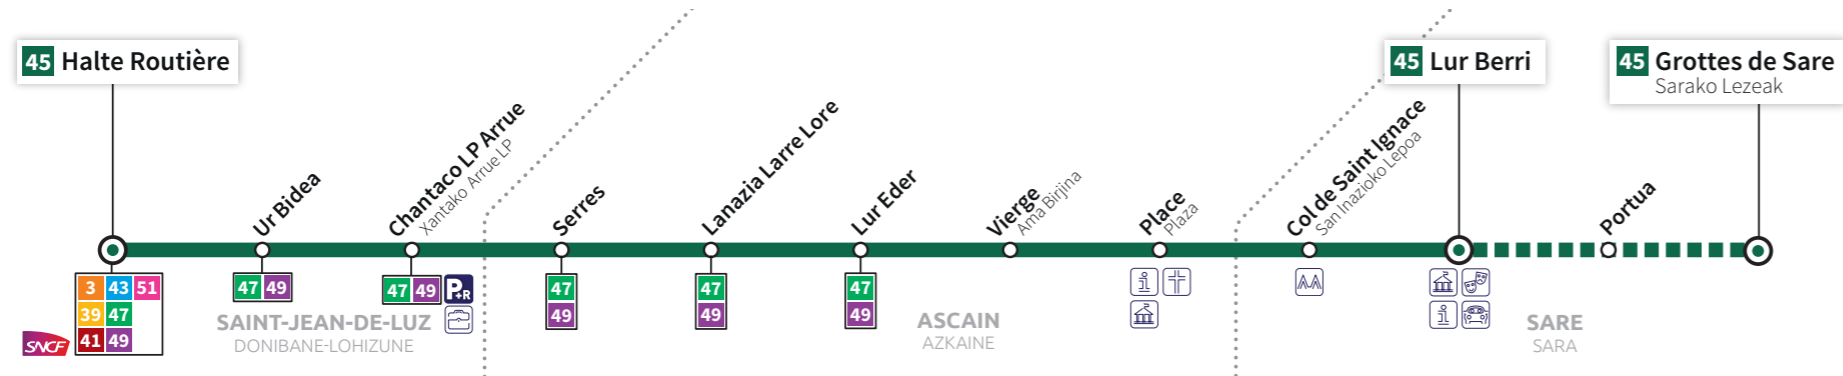 45 Halte Routière
45 Lur Berri
45 Grottes de Sare
Sarako Lezeak
Ur Bidea
Chantaco LP Arrue
Xantako Arrue LP
Serres
Lanazia Larre Lore
Lur Eder
Vierge
Ama Birjina
Place
Plaza
Col de Saint Ignace
San Inazioko Lepoa
Portua
3 43 51
39 47
41 49
SNCF
47 49
47 49
P+R
47
49
47
49
47
49
i
i
SAINT-JEAN-DE-LUZ
DONIBANE-LOHIZUNE
ASCAIN
AZKAINE
SARE
SARA